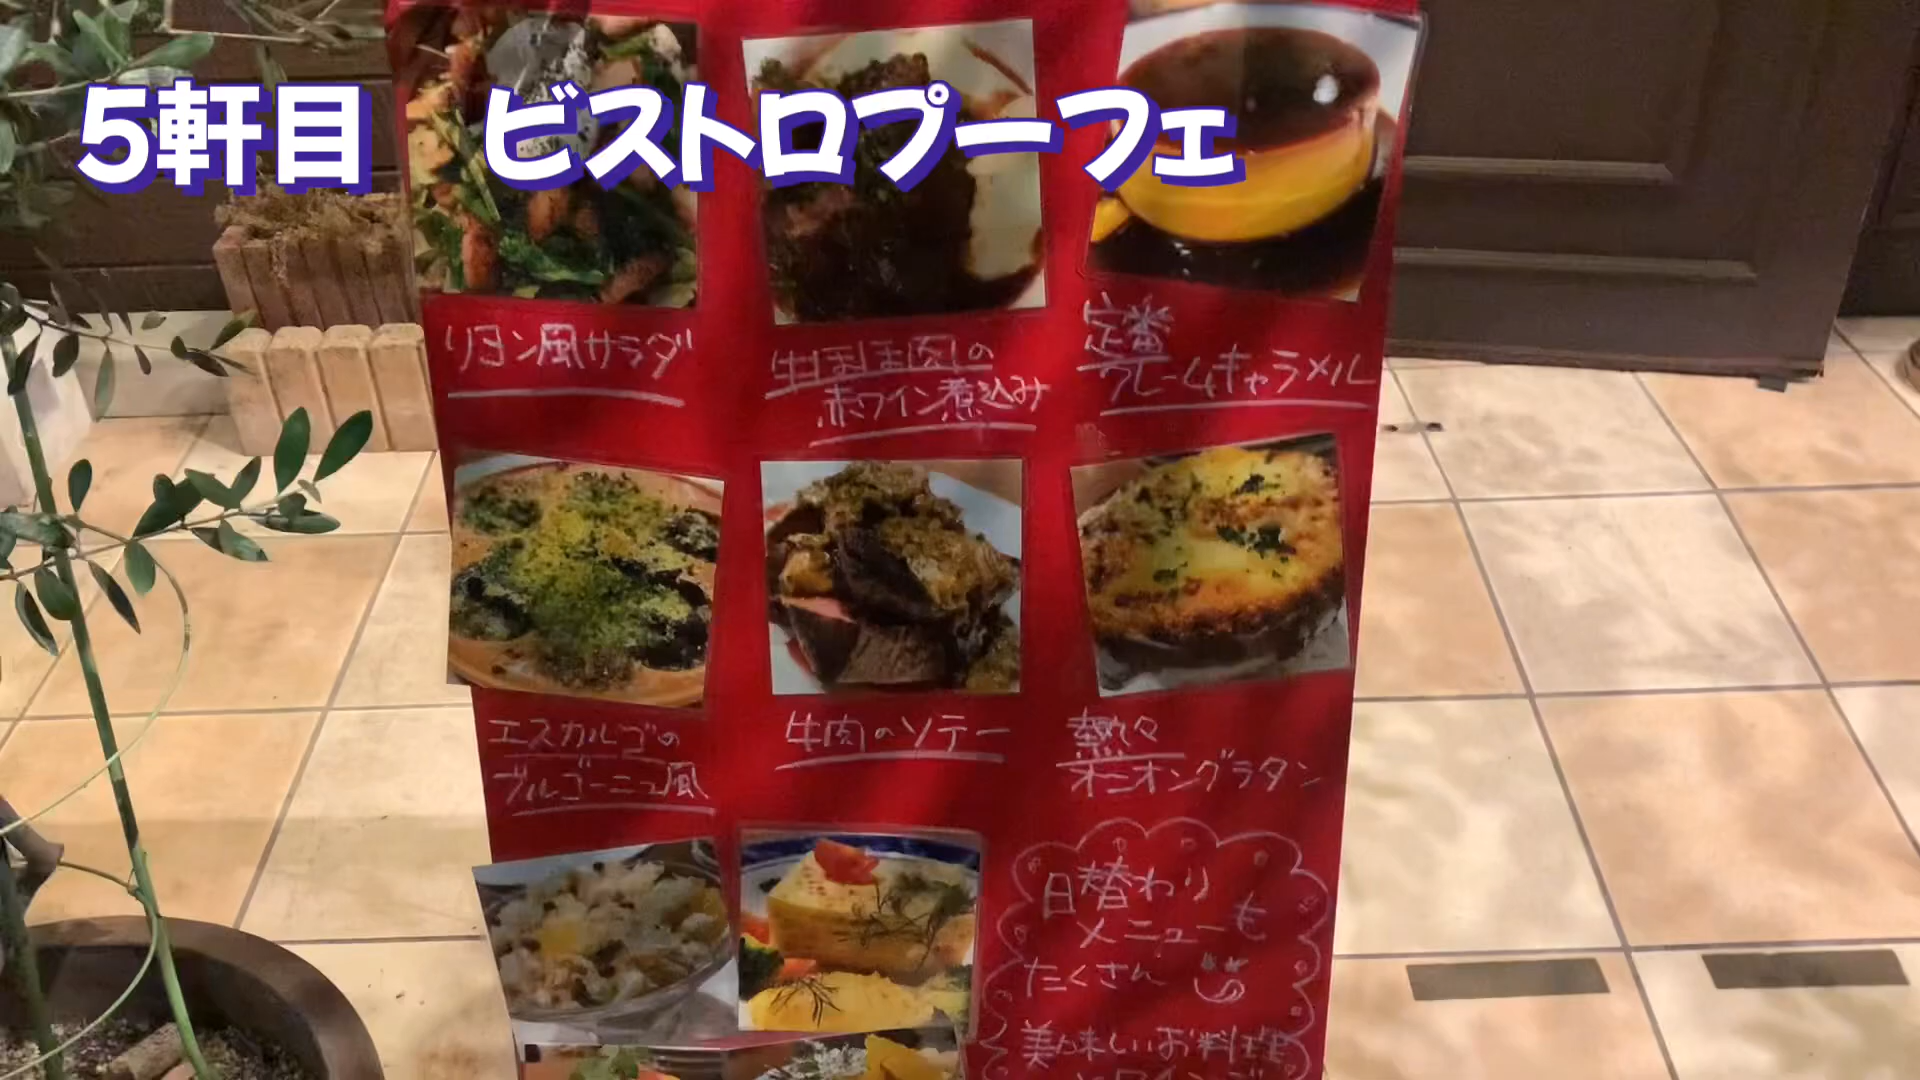 5軒目 ビストロプーフェ
リヨン風サラダ
牛ほほ肉の
赤ワイン煮込み
定番
クレームキャラメル
エスカルゴの
ブルゴーニュ風
牛肉のソテー
熱々
オニオングラタン
日替わり
メニューも
たくさん
美味しいお料理